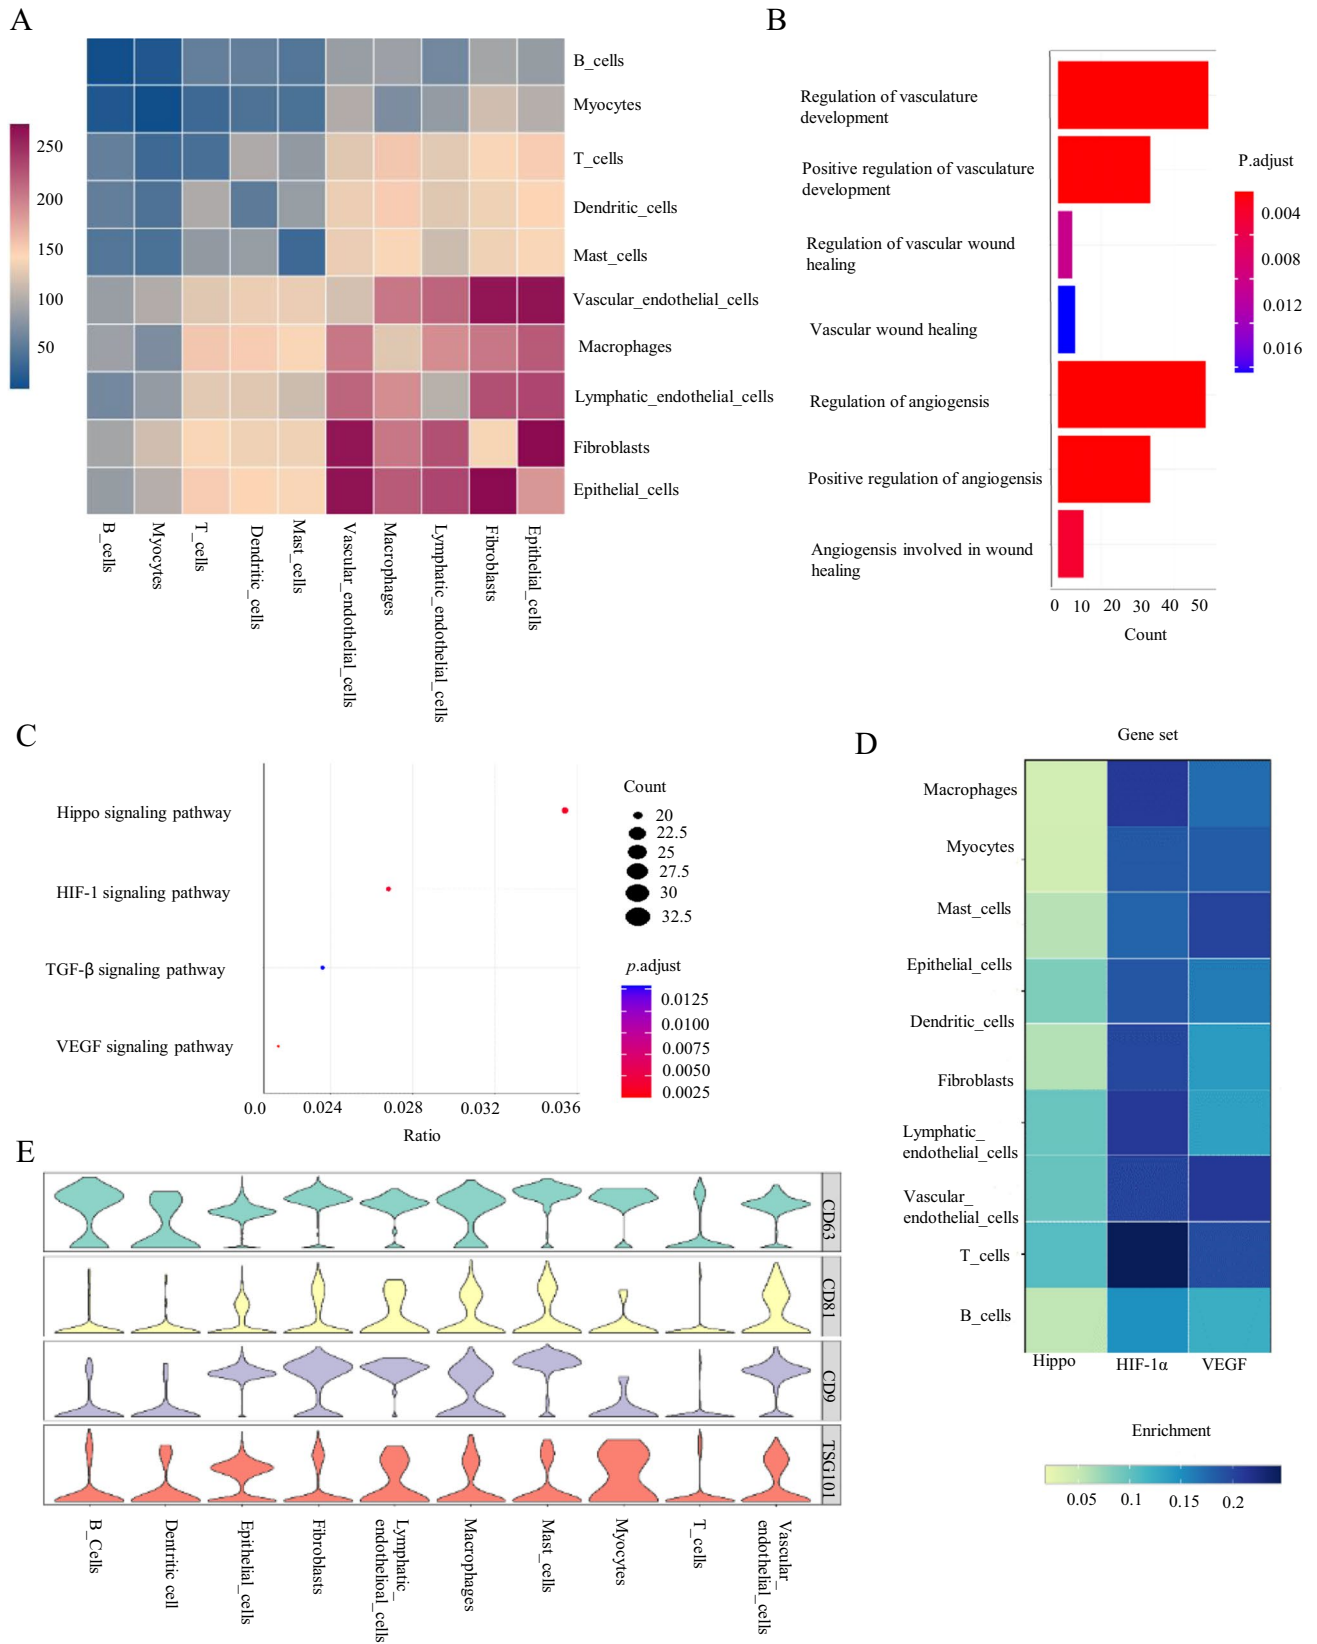 A
250
200
150
100
50
B_cells
Myocytes
T_cells
Dendritic_cells
Mast_cells
Vascular_endothelial_cells
Macrophages
Lymphatic_endothelial_cells
Fibroblasts
Epithelial_cells
B_cells
Myocytes
T_cells
Dendritic_cells
Mast_cells
Vascular_endothelial_cells
Macrophages
Lymphatic_endothelial_cells
Fibroblasts
Epithelial_cells
B
Regulation of vasculature
development
Positive regulation of vasculature
development
Regulation of vascular wound
healing
Vascular wound healing
Regulation of angiogensis
Positive regulation of angiogensis
Angiogensis involved in wound
healing
0 10 20 30 40 50
Count
P.adjust
0.004
0.008
0.012
0.016
C
Hippo signaling pathway
HIF-1 signaling pathway
TGF-β signaling pathway
VEGF signaling pathway
0.0 0.024 0.028 0.032 0.036
Ratio
Count
20
22.5
25
27.5
30
32.5
p.adjust
0.0125
0.0100
0.0075
0.0050
0.0025
D
Gene set
Macrophages
Myocytes
Mast_cells
Epithelial_cells
Dendritic_cells
Fibroblasts
Lymphatic_
endothelial_cells
Vascular_
endothelial_cells
T_cells
B_cells
Hippo HIF-1α VEGF
Enrichment
0.05 0.1 0.15 0.2
E
CD63
CD81
CD9
TSG101
B_Cells
Dentritic cell
Epithelial_cells
Fibroblasts
Lymphatic_
endothelioal_cells
Macrophages
Mast_cells
Myocytes
T_cells
Vascular_
endothelial_cells